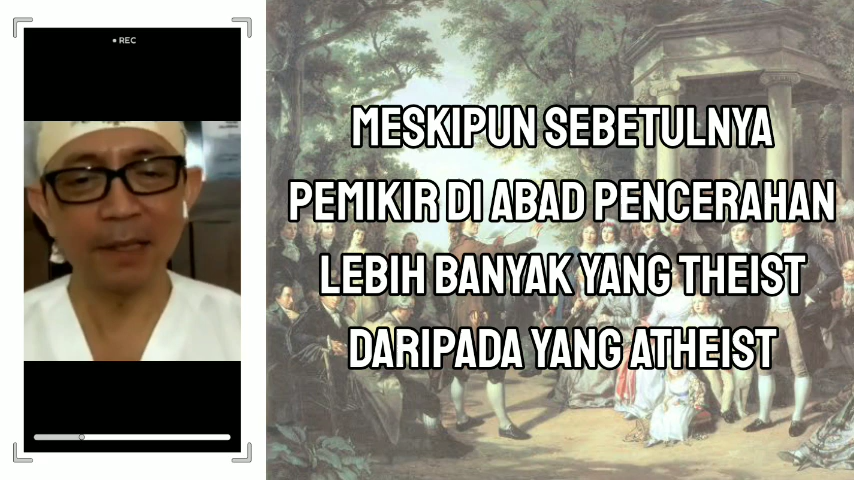 REC
MESKIPUN SEBETULNYA
PEMIKIR DI ABAD PENCERAHAN
LEBIH BANYAK YANG THEIST
DARIPADA YANG ATHEIST